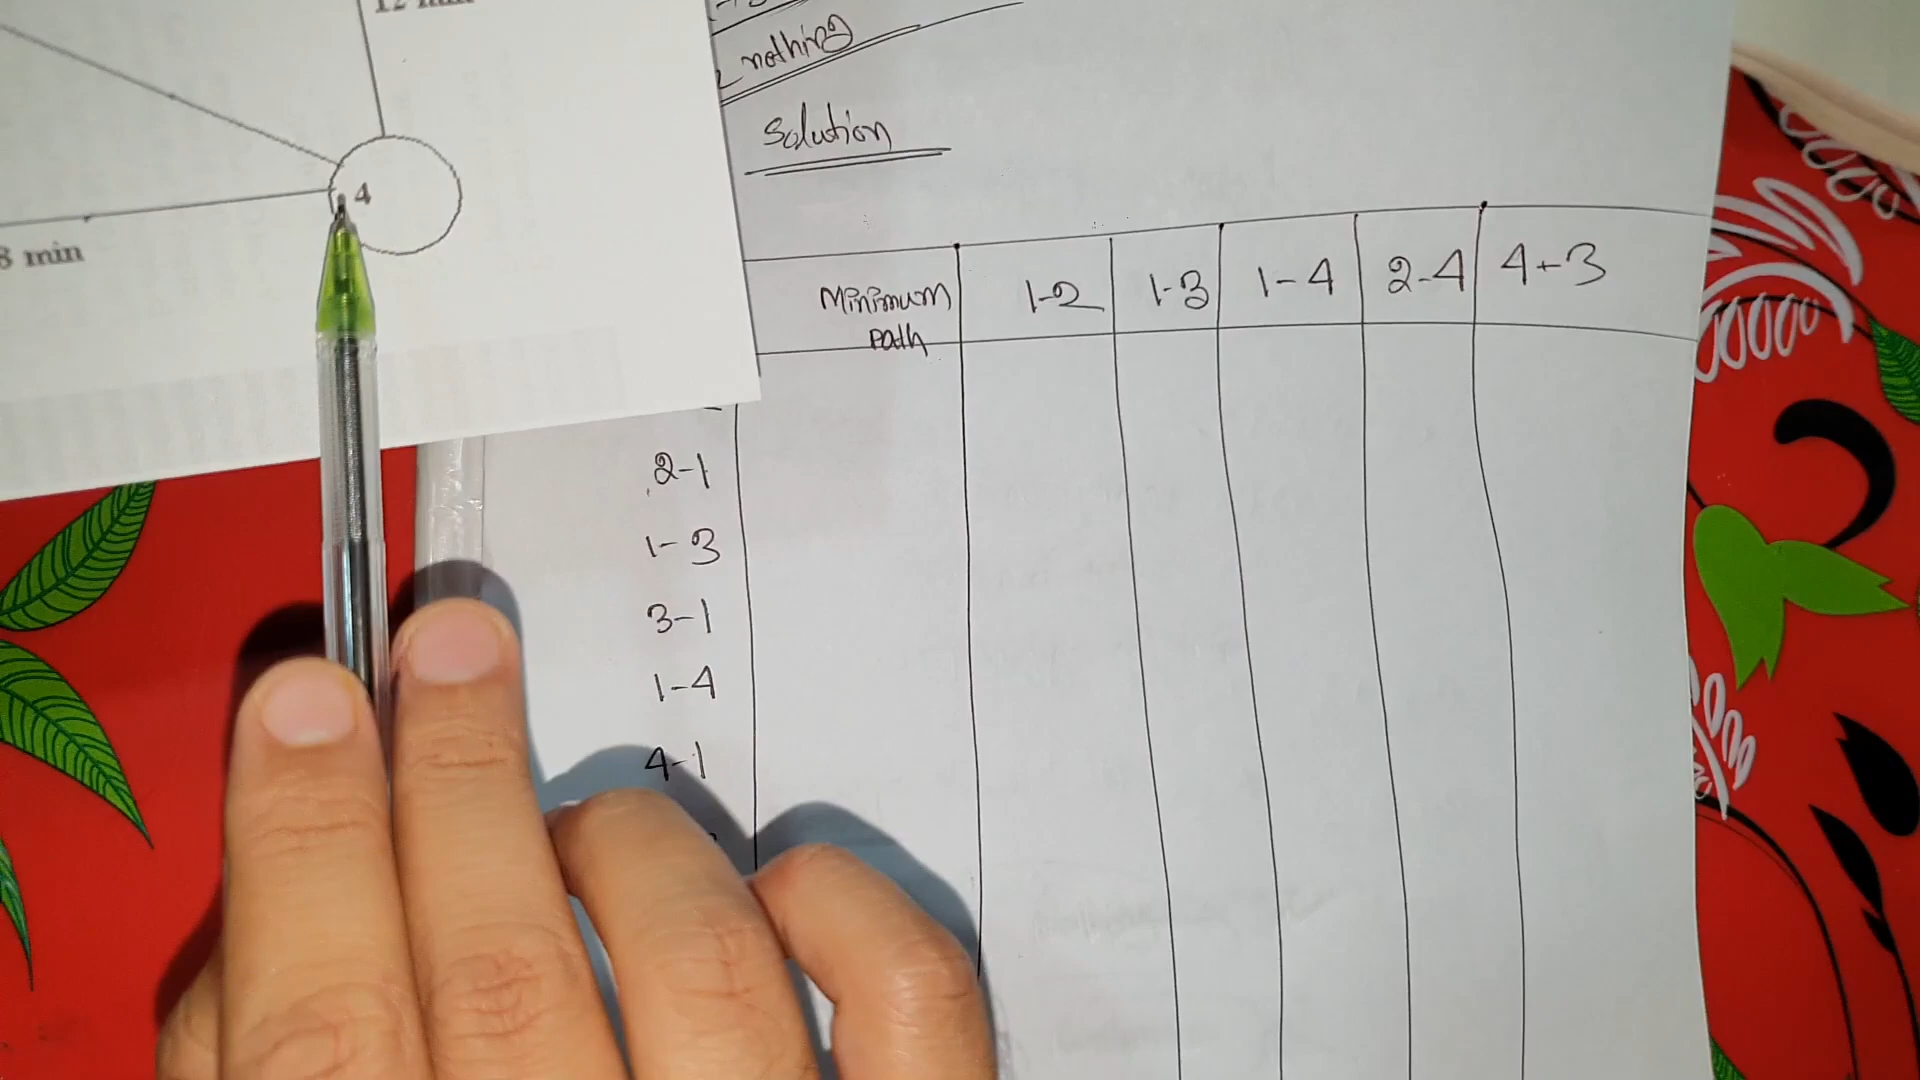 12 min
4
8 min
nothing
Solution
Minimum path
1-2
1-3
1-4
2-4
4-3
2-1
1-3
3-1
1-4
4-1